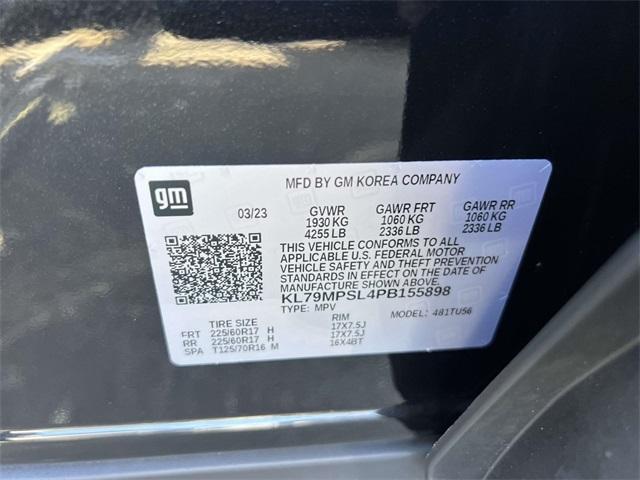 gm
MFD BY GM KOREA COMPANY
03/23 GVWR GAWR FRT GAWR RR
1930 KG 1060 KG 1060 KG
4255 LB 2336 LB 2336 LB
THIS VEHICLE CONFORMS TO ALL
APPLICABLE U.S. FEDERAL MOTOR
VEHICLE SAFETY AND THEFT PREVENTION
STANDARDS IN EFFECT ON THE DATE OF
MANUFACTURE SHOWN ABOVE.
KL79MPSL4PB155898
TYPE: MPV MODEL: 481TU56
TIRE SIZE RIM
FRT 225/60R17 H 17X7.5J
RR 225/60R17 H 17X7.5J
SPA T125/70R16 M 16X4BT